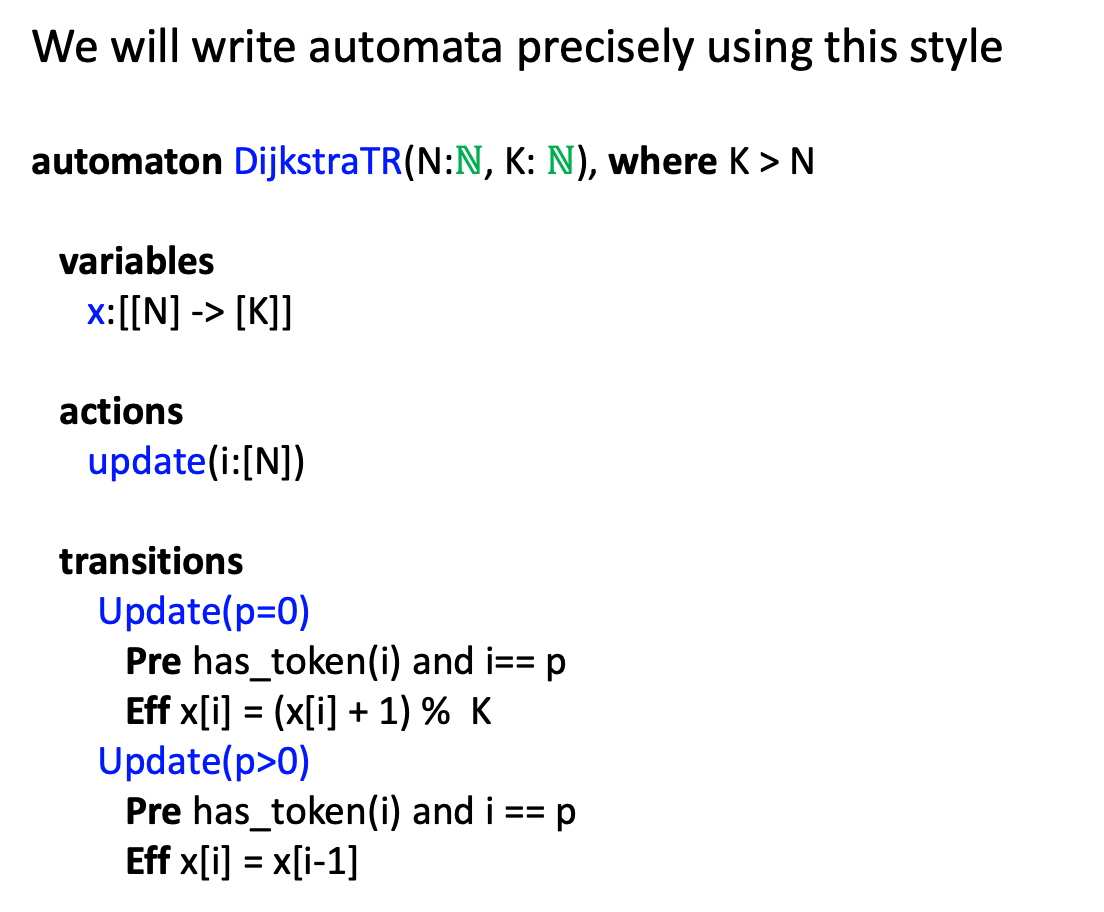 We will write automata precisely using this style
automaton DijkstraTR(N:ℕ, K: ℕ), where K > N
variables
x:[[N] -> [K]]
actions
update(i:[N])
transitions
Update(p=0)
Pre has_token(i) and i== p
Eff x[i] = (x[i] + 1) % K
Update(p>0)
Pre has_token(i) and i == p
Eff x[i] = x[i-1]